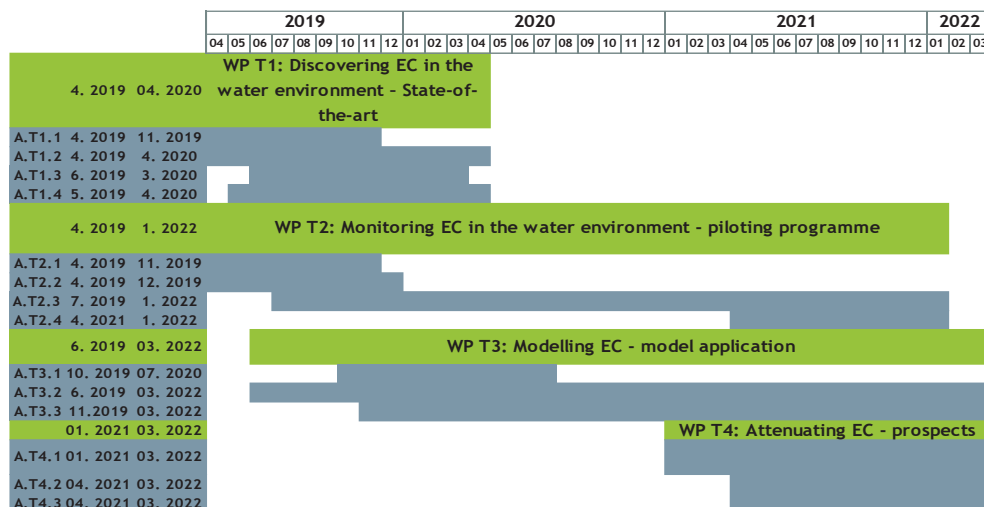 2019 2020 2021 2022
04 05 06 07 08 09 10 11 12 01 02 03 04 05 06 07 08 09 10 11 12 01 02 03 04 05 06 07 08 09 10 11 12 01 02 03
WP T1: Discovering EC in the
4. 2019 04. 2020 water environment - State-of-
the-art
A.T1.1 4. 2019 11. 2019
A.T1.2 4. 2019 4. 2020
A.T1.3 6. 2019 3. 2020
A.T1.4 5. 2019 4. 2020
4. 2019 1. 2022 WP T2: Monitoring EC in the water environment - piloting programme
A.T2.1 4. 2019 11. 2019
A.T2.2 4. 2019 12. 2019
A.T2.3 7. 2019 1. 2022
A.T2.4 4. 2021 1. 2022
6. 2019 03. 2022 WP T3: Modelling EC - model application
A.T3.1 10. 2019 07. 2020
A.T3.2 6. 2019 03. 2022
A.T3.3 11.2019 03. 2022
01. 2021 03. 2022 WP T4: Attenuating EC - prospects
A.T4.1 01. 2021 03. 2022
A.T4.2 04. 2021 03. 2022
A.T4.3 04. 2021 03. 2022